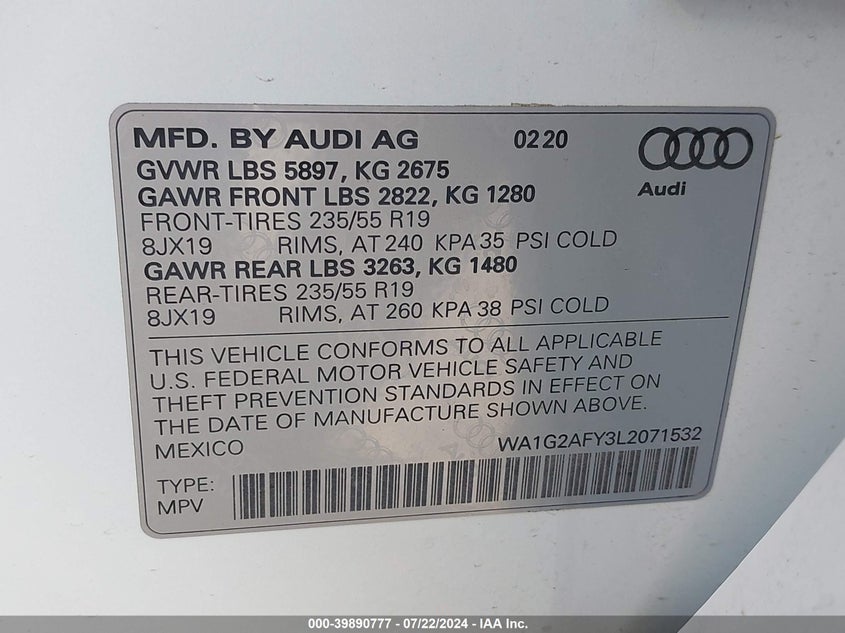 MFD. BY AUDI AG 02 20
Audi
GVWR LBS 5897, KG 2675
GAWR FRONT LBS 2822, KG 1280
FRONT-TIRES 235/55 R19
8JX19 RIMS, AT 240 KPA 35 PSI COLD
GAWR REAR LBS 3263, KG 1480
REAR-TIRES 235/55 R19
8JX19 RIMS, AT 260 KPA 38 PSI COLD
THIS VEHICLE CONFORMS TO ALL APPLICABLE
U.S. FEDERAL MOTOR VEHICLE SAFETY AND
THEFT PREVENTION STANDARDS IN EFFECT ON
THE DATE OF MANUFACTURE SHOWN ABOVE.
MEXICO WA1G2AFY3L2071532
TYPE:
MPV
000-39890777 - 07/22/2024 - IAA Inc.